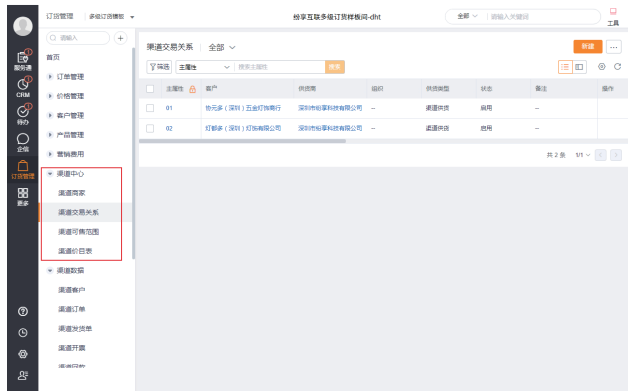 订货管理 多级订货模版
纷享互联多级订货样板间-dht
全部 请输入关键词
工具
服务通
CRM
待办
企信
订货管理
更多
请输入
首页
订单管理
价格管理
客户管理
产品管理
营销费用
渠道中心
渠道商家
渠道交易关系
渠道可售范围
渠道价目表
渠道数据
渠道客户
渠道订单
渠道发货单
渠道开票
渠道回款
渠道交易关系 全部
新建 ...
筛选 主属性 搜索主属性 搜索
主属性 客户 供货商 组织 供货类型 状态 备注 操作
01 协元多（深圳）五金灯饰商行 深圳市纷享科技有限公司 -- 渠道供货 启用 --
02 灯都多（深圳）灯饰有限公司 深圳市纷享科技有限公司 -- 渠道供货 启用 --
共 2 条 1/1